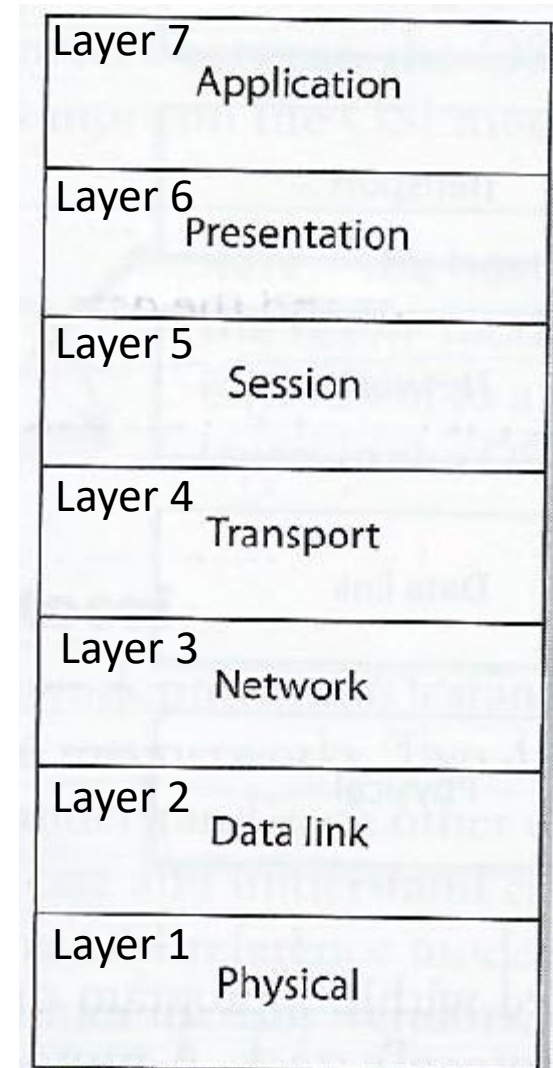 Layer 7
Application
Layer 6
Presentation
Layer 5
Session
Layer 4
Transport
Layer 3
Network
Layer 2
Data link
Layer 1
Physical